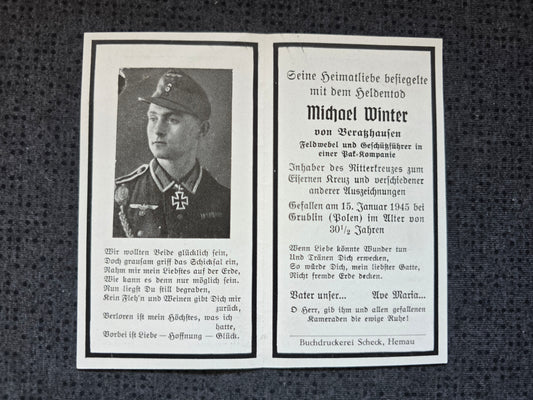 Wir wollten Beide glücklich sein,
Doch grausam griff das Schicksal ein,
Nahm mir mein Liebstes auf der Erde,
Wie kann es denn nur möglich sein.
Nun liegst Du still begraben,
Kein Fleh'n und Weinen gibt Dich mir
zurück,
Verloren ist mein Höchstes, was ich
hatte,
Vorbei ist Liebe — Hoffnung — Glück.
Seine Heimatliebe besiegelte
mit dem Heldentod
Michael Winter
von Beratzhausen
Feldwebel und Geschützführer in
einer Pak-Kompanie
Inhaber des Ritterkreuzes zum
Eisernen Kreuz und verschiedener
anderer Auszeichnungen
Gefallen am 15. Januar 1945 bei
Grublin (Polen) im Alter von
30½ Jahren
Wenn Liebe könnte Wunder tun
Und Tränen Dich erwecken,
So würde Dich, mein liebster Gatte,
Nicht fremde Erde decken.
Vater unser... Ave Maria...
O Herr, gib ihm und allen gefallenen
Kameraden die ewige Ruhe!
Buchdruckerei Scheck, Hemau